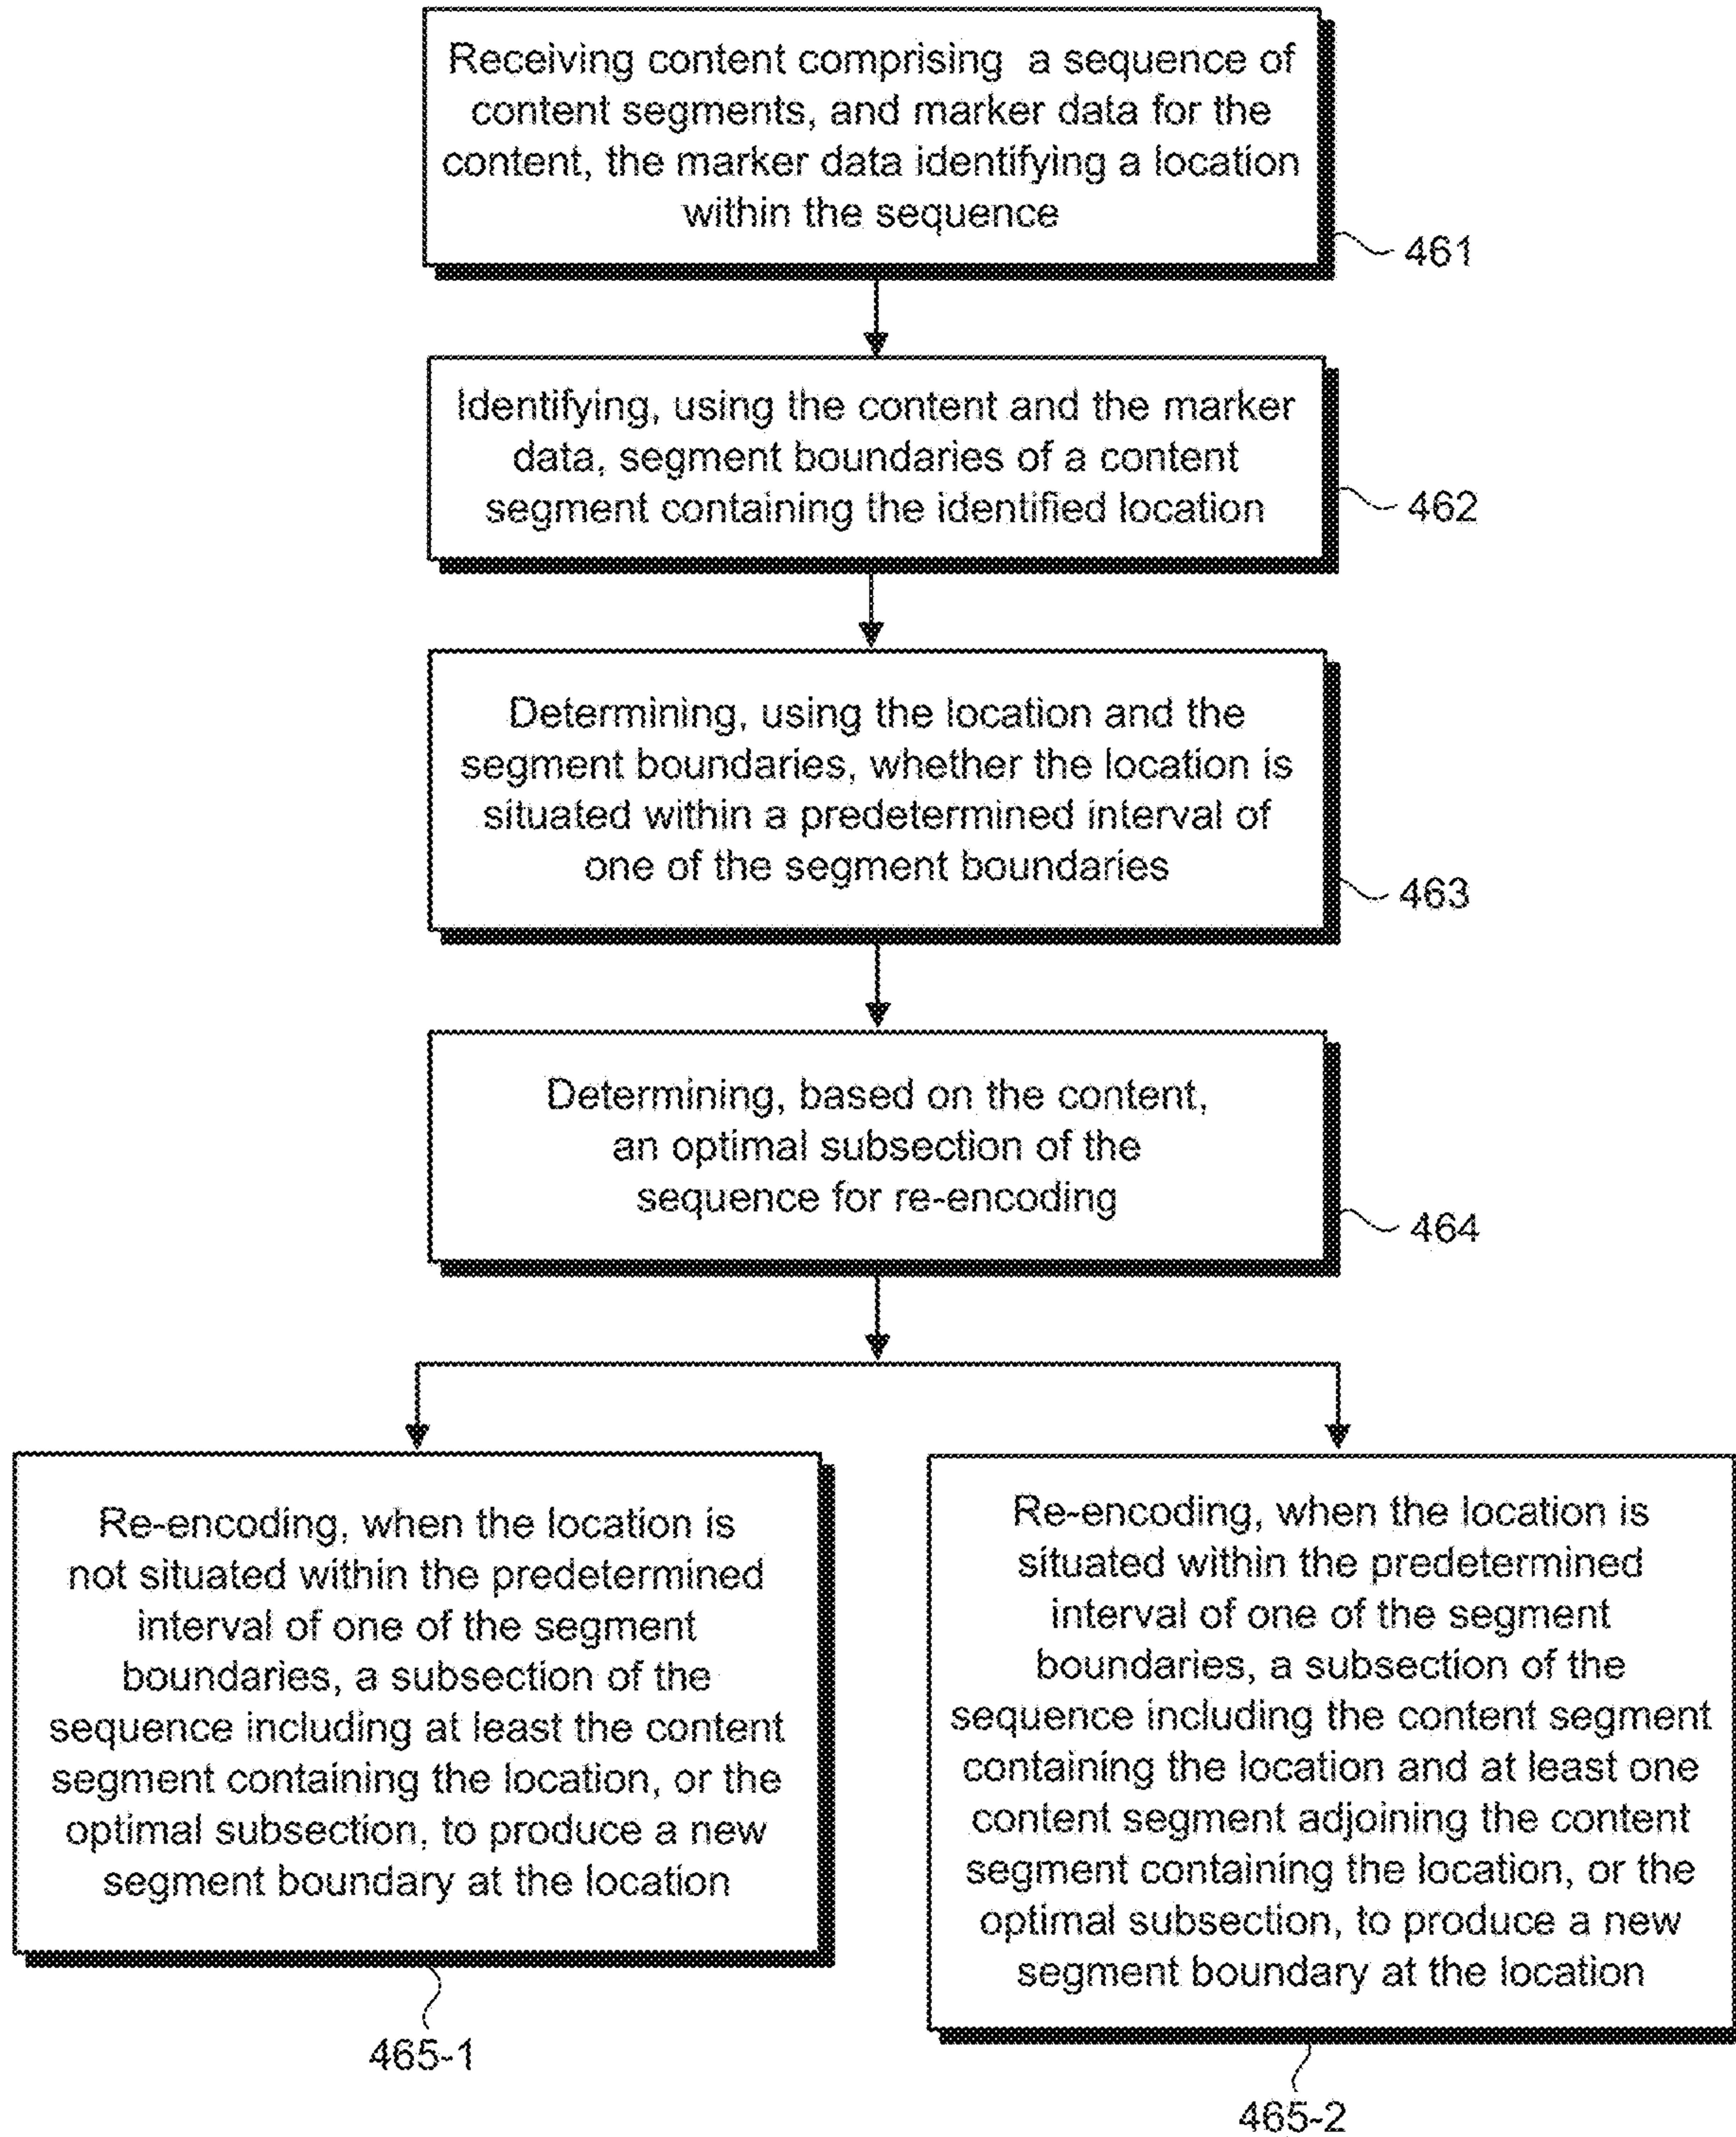 Receiving content comprising a sequence of
content segments, and marker data for the
content, the marker data identifying a location
within the sequence
461
Identifying, using the content and the marker
data, segment boundaries of a content
segment containing the identified location
462
Determining, using the location and the
segment boundaries, whether the location is
situated within a predetermined interval of
one of the segment boundaries
463
Determining, based on the content,
an optimal subsection of the
sequence for re-encoding
464
Re-encoding, when the location is
not situated within the predetermined
interval of one of the segment
boundaries, a subsection of the
sequence including at least the content
segment containing the location, or the
optimal subsection, to produce a new
segment boundary at the location
465-1
Re-encoding, when the location is
situated within the predetermined
interval of one of the segment
boundaries, a subsection of the
sequence including the content segment
containing the location and at least one
content segment adjoining the content
segment containing the location, or the
optimal subsection, to produce a new
segment boundary at the location
465-2